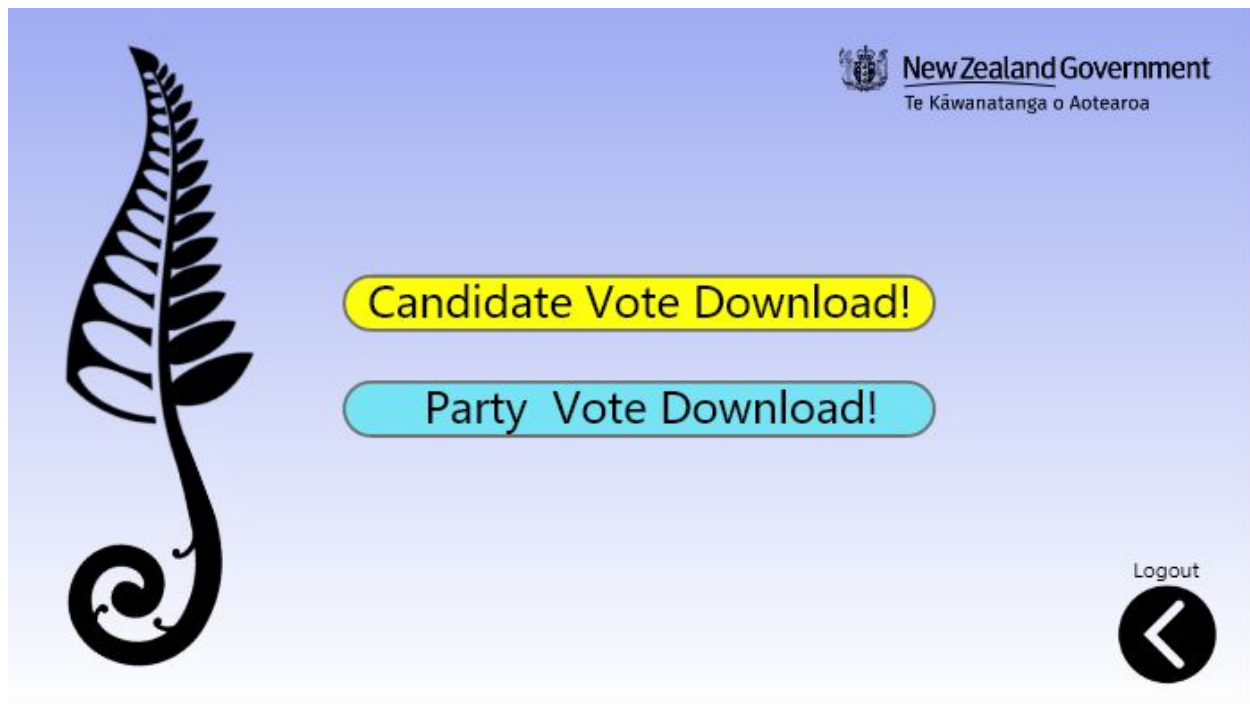 New Zealand Government
Te Kāwanatanga o Aotearoa
Candidate Vote Download!
Party  Vote Download!
Logout